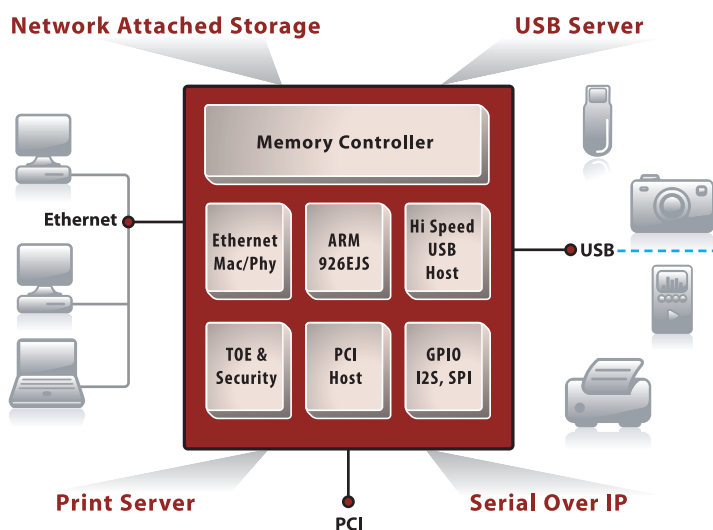 Network Attached Storage
USB Server
Memory Controller
Ethernet
Ethernet
Mac/Phy
ARM
926EJS
Hi Speed
USB
Host
USB
TOE &
Security
PCI
Host
GPIO
I2S, SPI
Print Server
Serial Over IP
PCI